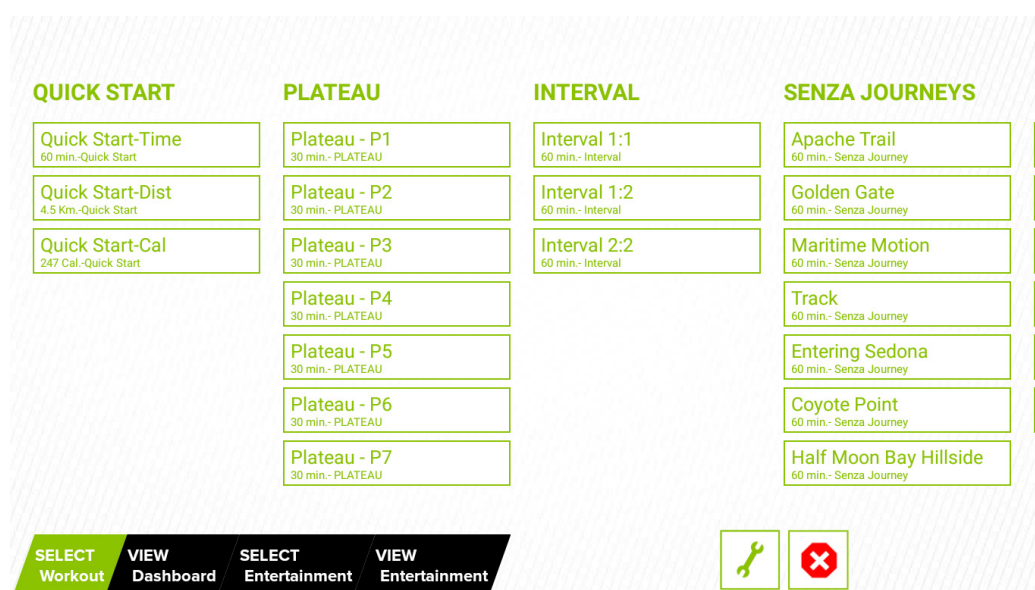 QUICK START
Quick Start-Time
60 min.-Quick Start
Quick Start-Dist
4.5 Km.-Quick Start
Quick Start-Cal
247 Cal.-Quick Start
PLATEAU
Plateau - P1
30 min.- PLATEAU
Plateau - P2
30 min.- PLATEAU
Plateau - P3
30 min.- PLATEAU
Plateau - P4
30 min.- PLATEAU
Plateau - P5
30 min.- PLATEAU
Plateau - P6
30 min.- PLATEAU
Plateau - P7
30 min.- PLATEAU
INTERVAL
Interval 1:1
60 min.- Interval
Interval 1:2
60 min.- Interval
Interval 2:2
60 min.- Interval
SENZA JOURNEYS
Apache Trail
60 min.- Senza Journey
Golden Gate
60 min.- Senza Journey
Maritime Motion
60 min.- Senza Journey
Track
60 min.- Senza Journey
Entering Sedona
60 min.- Senza Journey
Coyote Point
60 min.- Senza Journey
Half Moon Bay Hillside
60 min.- Senza Journey
SELECT
Workout
VIEW
Dashboard
SELECT
Entertainment
VIEW
Entertainment